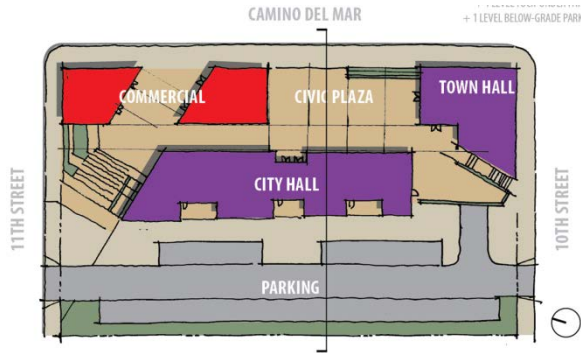 CAMINO DEL MAR
+ 1 LEVEL BELOW-GRADE PARK
COMMERCIAL
CIVIC PLAZA
TOWN HALL
CITY HALL
11TH STREET
10TH STREET
PARKING